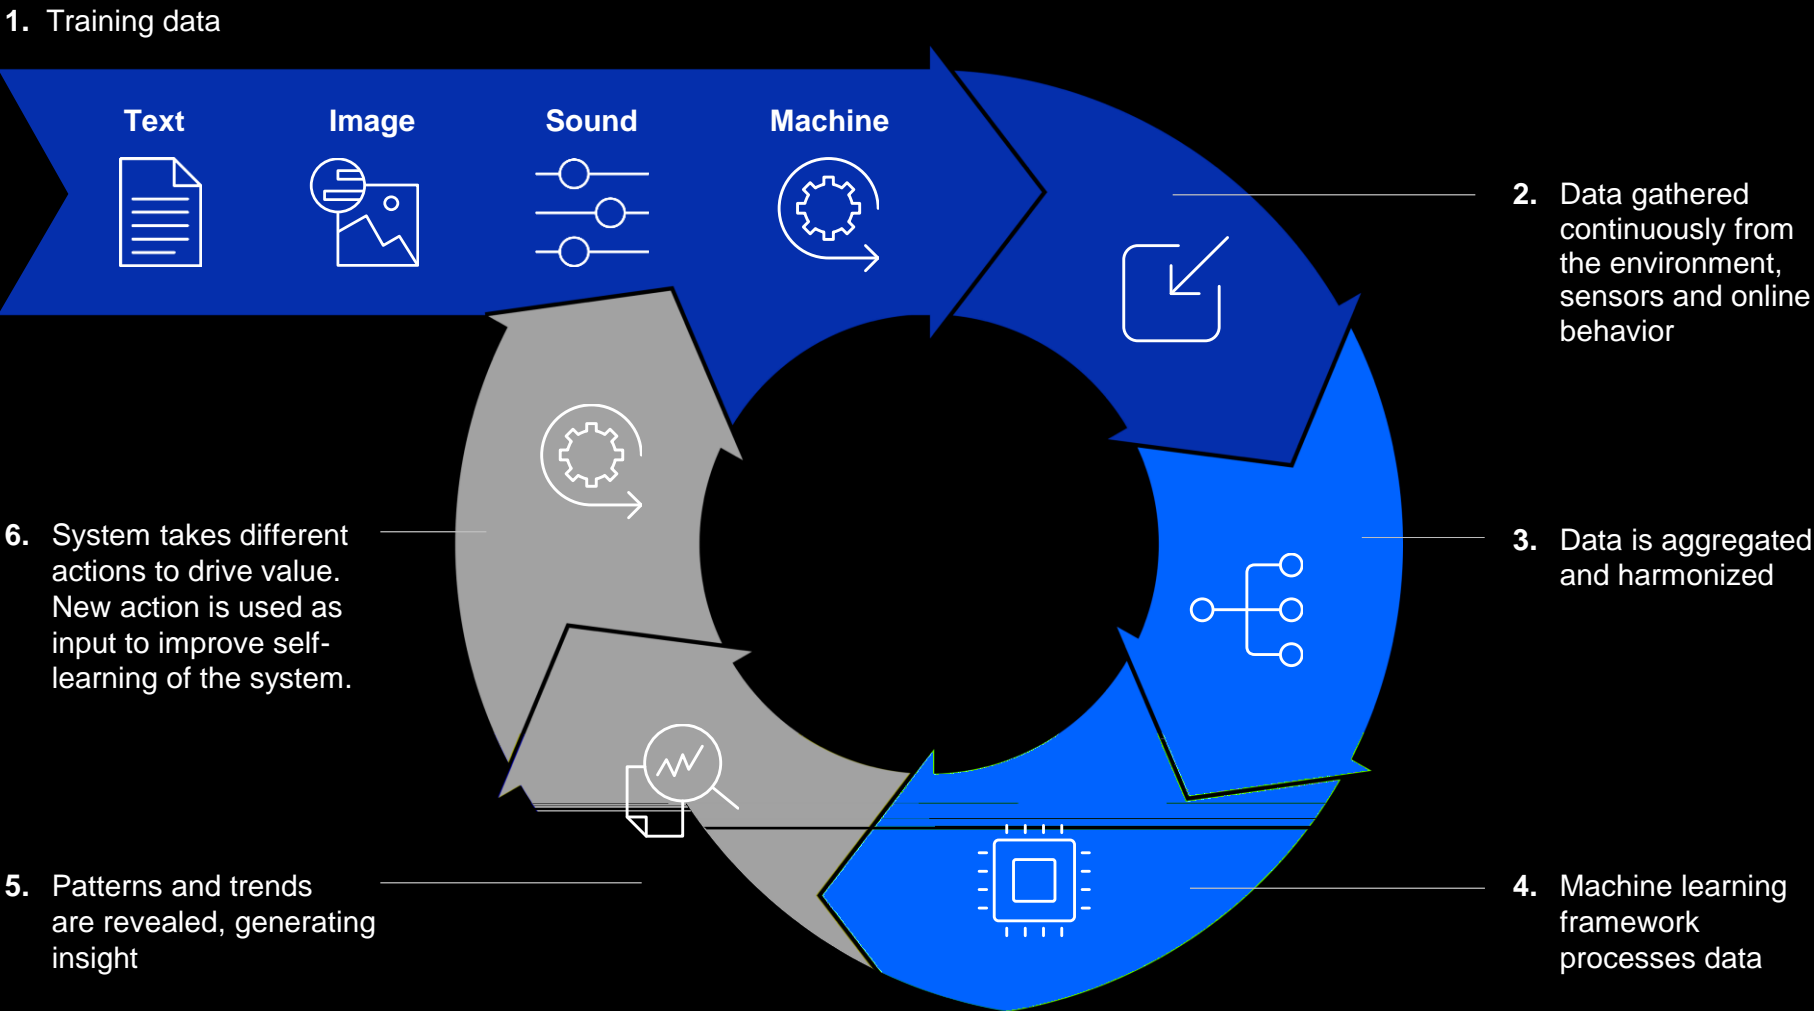 1. Training data
Text Image Sound Machine
2. Data gathered
continuously from
the environment,
sensors and online
behavior
3. Data is aggregated
and harmonized
4. Machine learning
framework
processes data
5. Patterns and trends
are revealed, generating
insight
6. System takes different
actions to drive value.
New action is used as
input to improve self-
learning of the system.